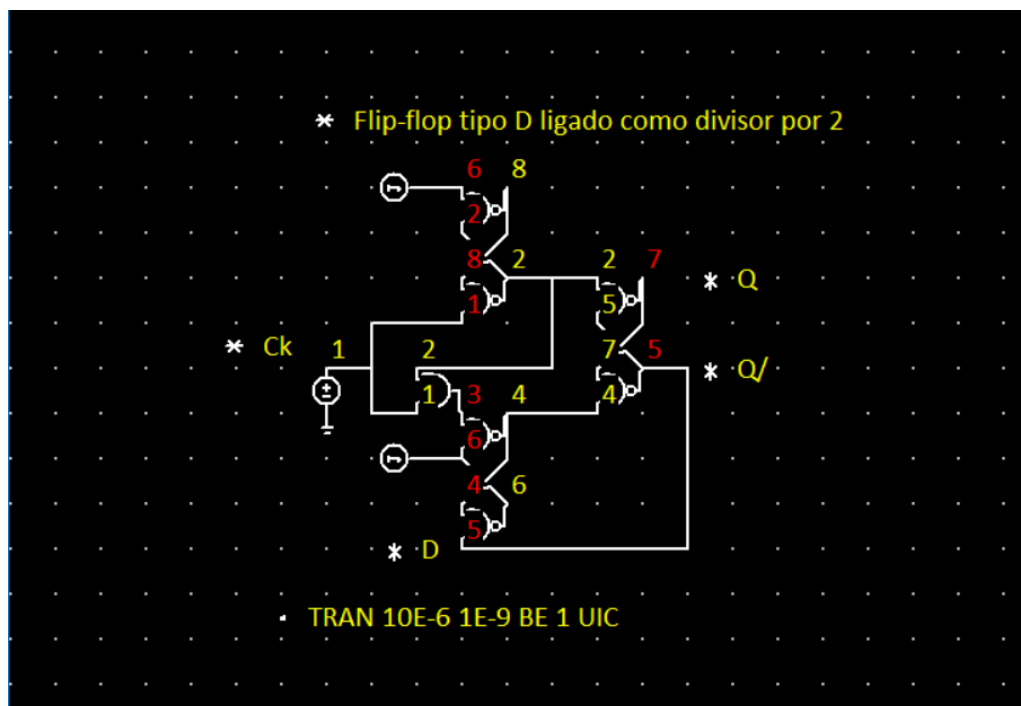 * Flip-flop tipo D ligado como divisor por 2
6 8
2
8 2 2 7
* Q
1 5
* Ck 1 2 7 5
* Q/
1 3 4 4
6
4 6
5
* D
. TRAN 10E-6 1E-9 BE 1 UIC